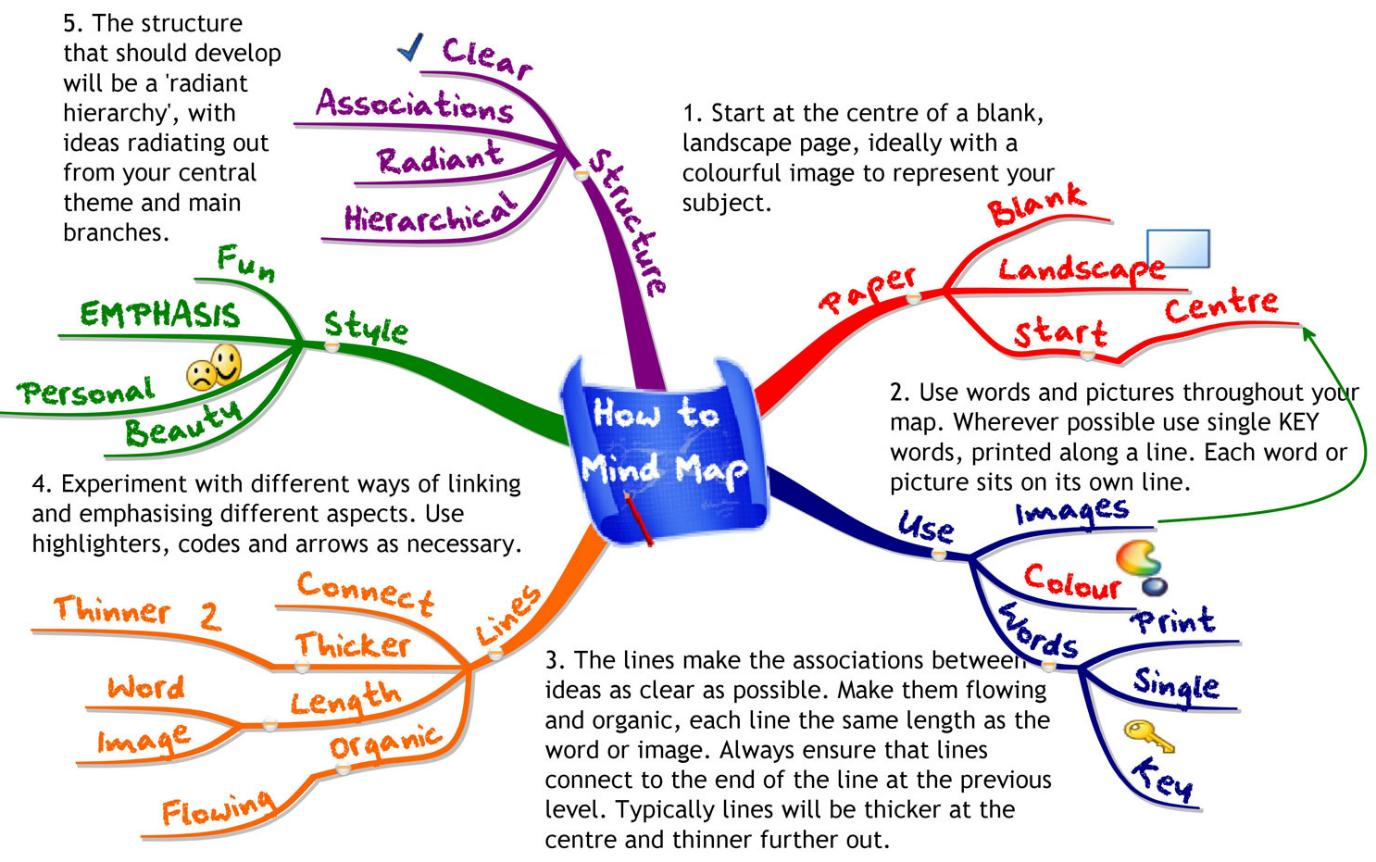 5. The structure
that should develop
will be a 'radiant
hierarchy', with
ideas radiating out
from your central
theme and main
branches.
Clear
Associations
Radiant
Hierarchical
Structure
1. Start at the centre of a blank,
landscape page, ideally with a
colourful image to represent your
subject.
Paper
Blank
Landscape
Start
Centre
Fun
EMPHASIS
Personal
Beauty
Style
How to
Mind Map
2. Use words and pictures throughout your
map. Wherever possible use single KEY
words, printed along a line. Each word or
picture sits on its own line.
Use
Images
Colour
Words
Print
Single
Key
4. Experiment with different ways of linking
and emphasising different aspects. Use
highlighters, codes and arrows as necessary.
Lines
Connect
Thicker
Thinner 2
Length
Word
Image
Organic
Flowing
3. The lines make the associations between
ideas as clear as possible. Make them flowing
and organic, each line the same length as the
word or image. Always ensure that lines
connect to the end of the line at the previous
level. Typically lines will be thicker at the
centre and thinner further out.